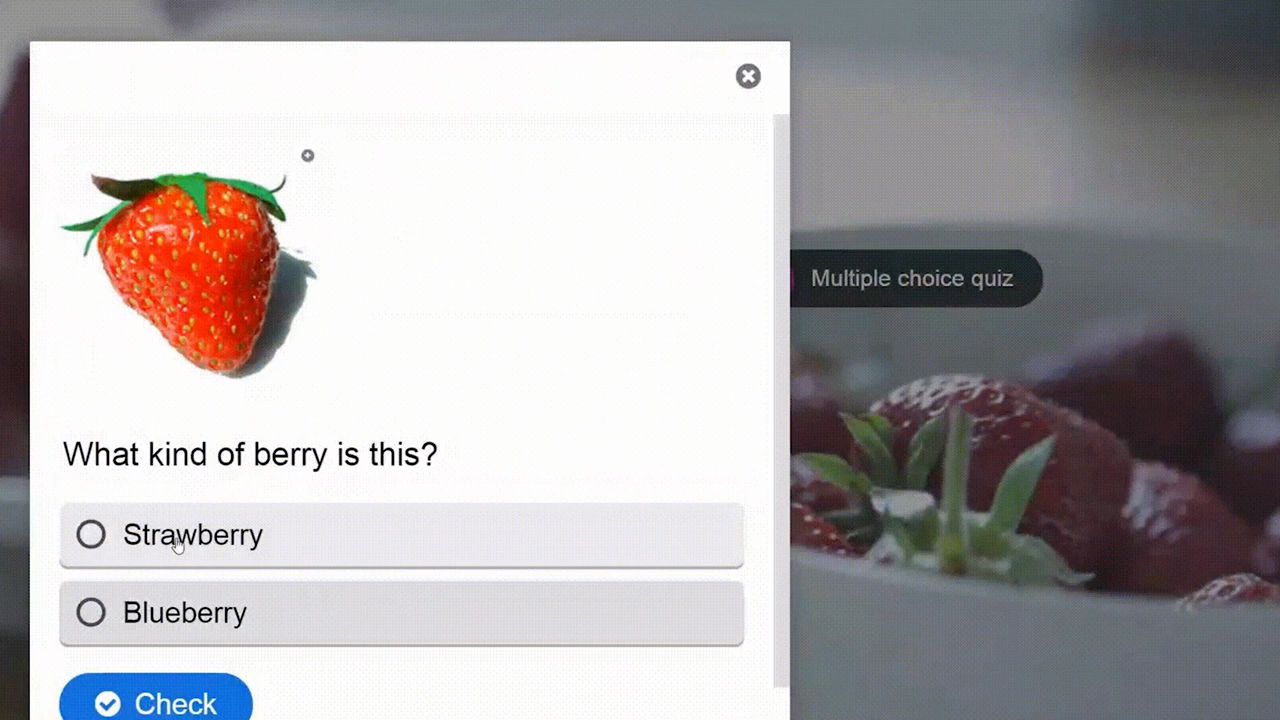 Multiple choice quiz
What kind of berry is this?
Strawberry
Blueberry
Check